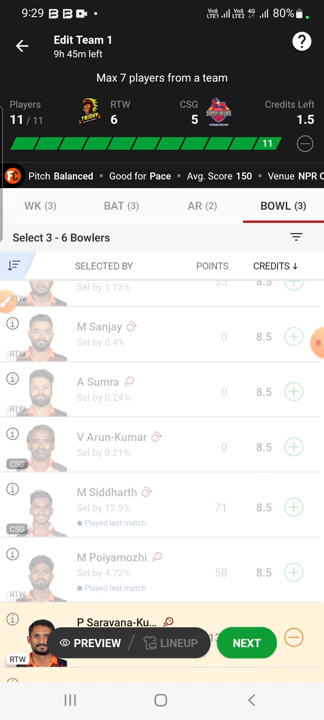 9:29
VoLTE1 VoLTE2 4G 80%
Edit Team 1
9h 45m left
?
Max 7 players from a team
Players RTW CSG Credits Left
11 / 11 6 5 1.5
11
Pitch Balanced • Good for Pace • Avg. Score 150 • Venue NPR C
WK (3) BAT (3) AR (2) BOWL (3)
Select 3 - 6 Bowlers
SELECTED BY POINTS CREDITS ↓
Sel by 1.13% 35 8.5
RTW
M Sanjay
Sel by 0.4% 0 8.5
RTW
A Sumra
Sel by 0.24% 0 8.5
RTW
V Arun-Kumar
Sel by 0.21% 0 8.5
CSG
M Siddharth
Sel by 12.9% 71 8.5
CSG
Played last match
M Poiyamozhi
Sel by 4.72% 58 8.5
Played last match
RTW
P Saravana-Ku...
PREVIEW / LINEUP NEXT
RTW